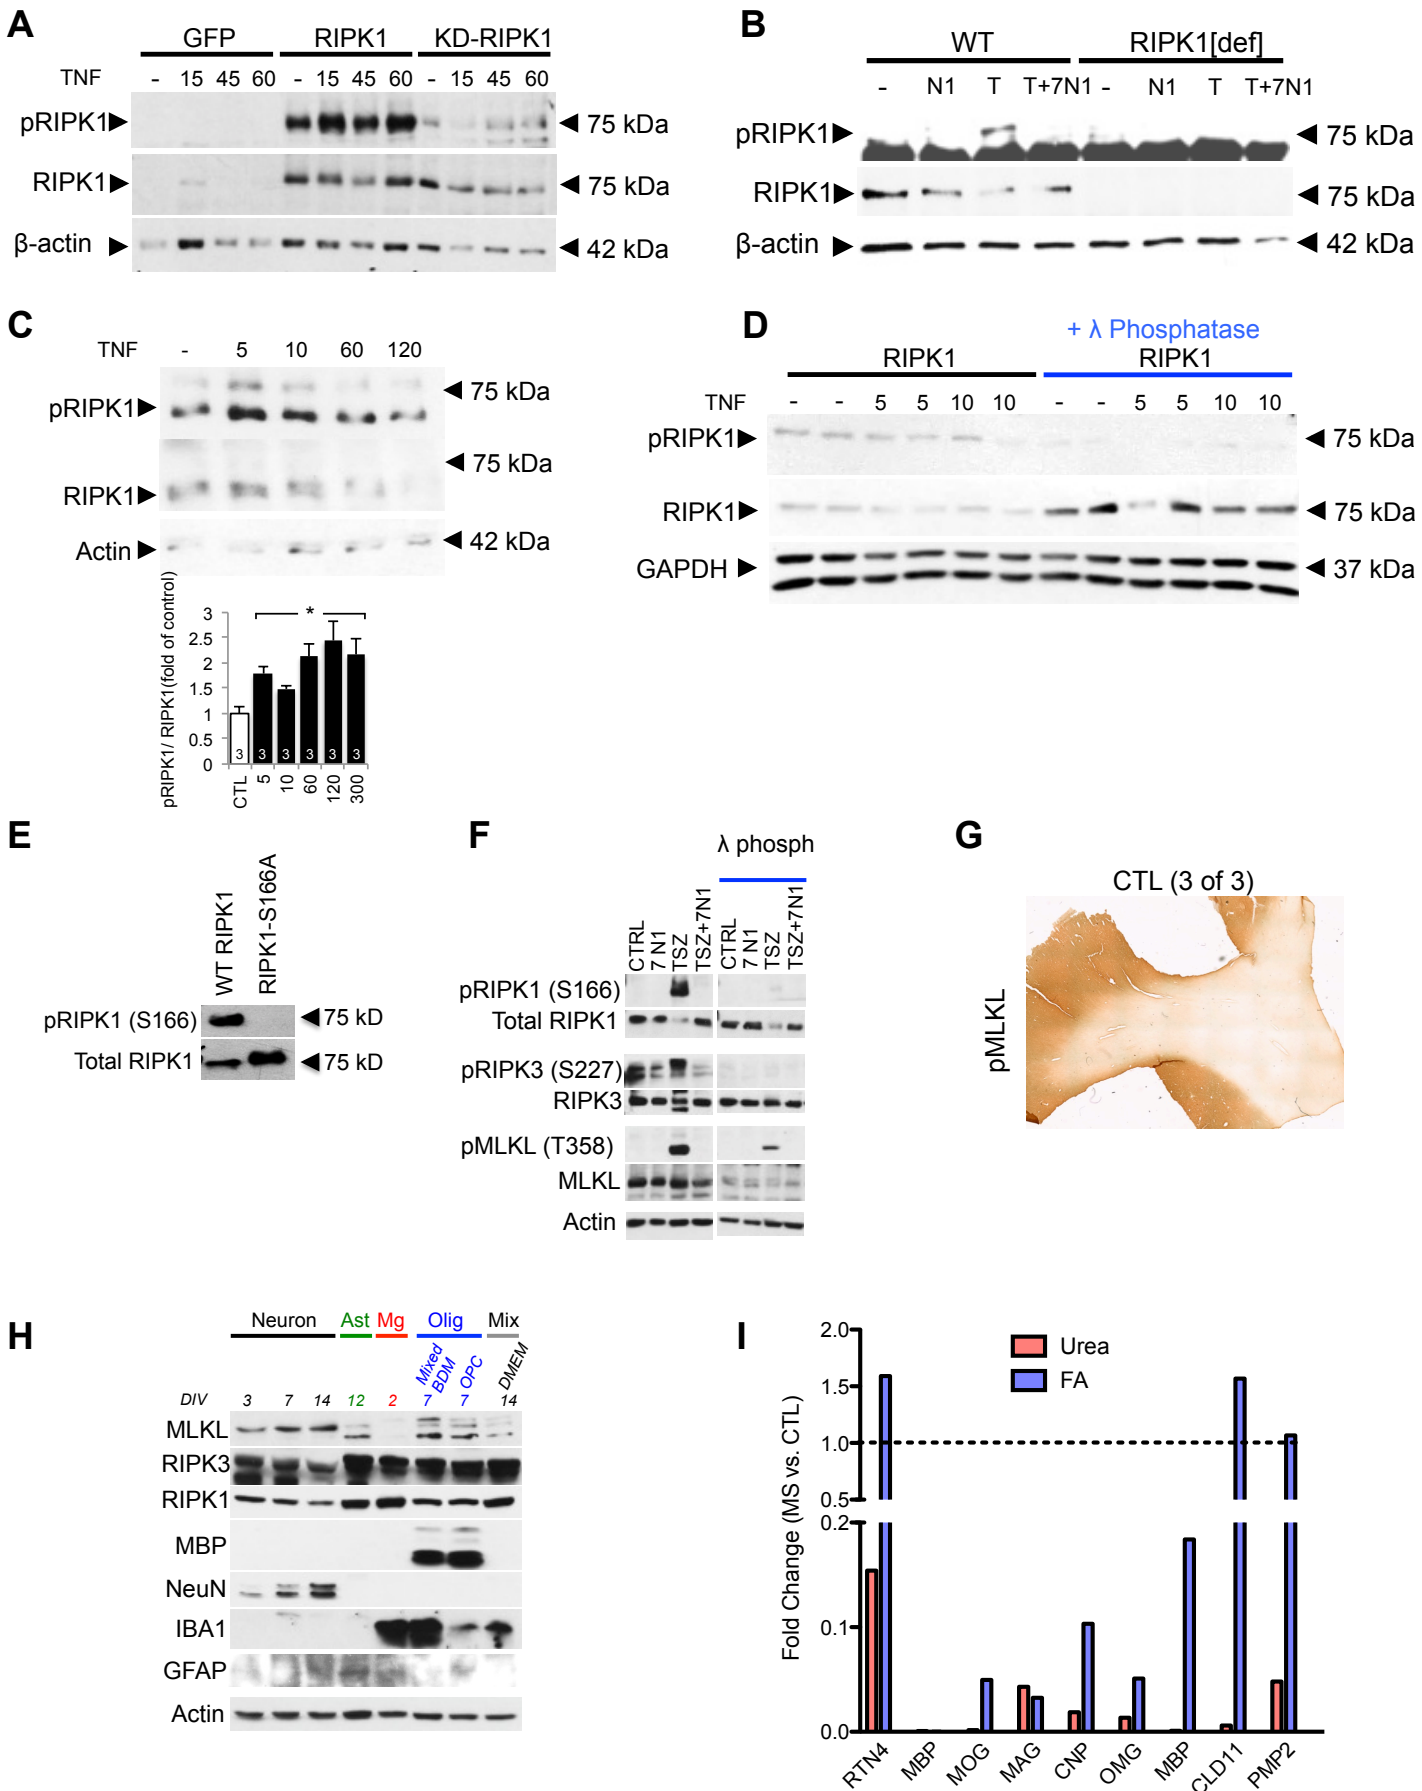 A
GFP RIPK1 KD-RIPK1
TNF - 15 45 60 - 15 45 60 - 15 45 60
pRIPK1 75 kDa
RIPK1 75 kDa
β-actin 42 kDa
B
WT RIPK1[def]
- N1 T T+7N1 - N1 T T+7N1
pRIPK1 75 kDa
RIPK1 75 kDa
β-actin 42 kDa
C
TNF - 5 10 60 120
75 kDa
pRIPK1
75 kDa
RIPK1
Actin 42 kDa
pRIPK1/ RIPK1(fold of control)
3
2.5
2
1.5
1
0.5
0
*
3 3 3 3 3 3
CTL 5 10 60 120 300
D
+ λ Phosphatase
RIPK1 RIPK1
TNF - - 5 5 10 10 - - 5 5 10 10
pRIPK1 75 kDa
RIPK1 75 kDa
GAPDH 37 kDa
E
WT RIPK1 RIPK1-S166A
pRIPK1 (S166) 75 kD
Total RIPK1 75 kD
F
λ phosph
CTRL 7 N1 TSZ TSZ+7N1 CTRL 7 N1 TSZ TSZ+7N1
pRIPK1 (S166)
Total RIPK1
pRIPK3 (S227)
RIPK3
pMLKL (T358)
MLKL
Actin
G
CTL (3 of 3)
pMLKL
H
Neuron Ast Mg Olig Mix
Mixed BDM OPC DMEM
DIV 3 7 14 12 2 7 7 14
MLKL
RIPK3
RIPK1
MBP
NeuN
IBA1
GFAP
Actin
I
Urea
FA
Fold Change (MS vs. CTL)
2.0
1.5
1.0
0.5
0.2
0.1
0.0
RTN4 MBP MOG MAG CNP OMG MBP CLD11 PMP2